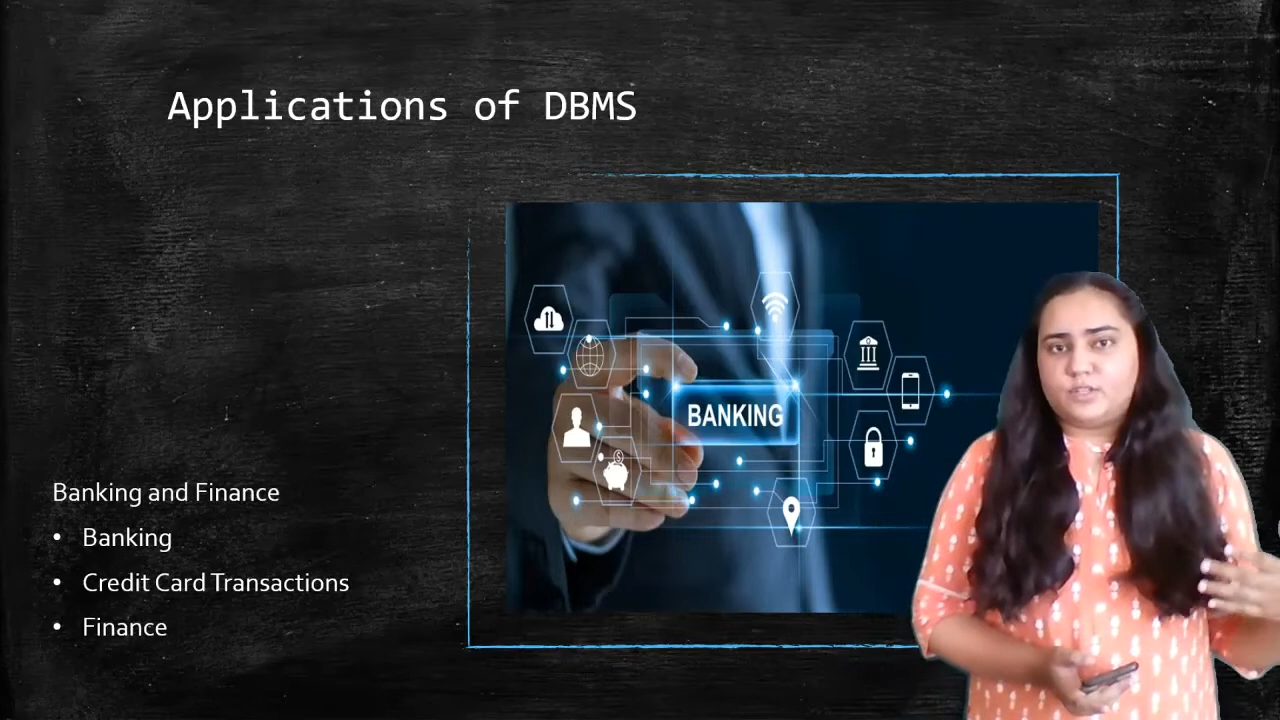 Applications of DBMS
BANKING
Banking and Finance
• Banking
• Credit Card Transactions
• Finance